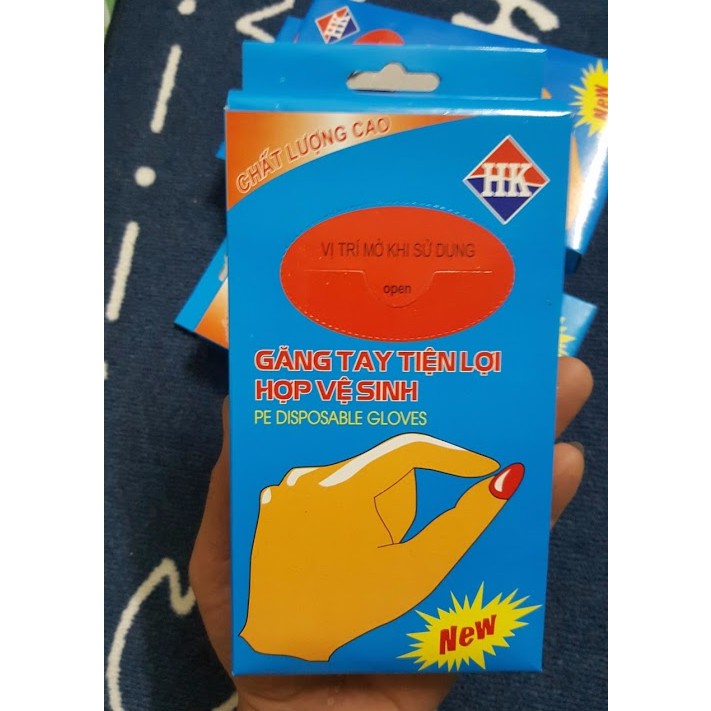 HK
New
CHẤT LƯỢNG CAO
HK
VỊ TRÍ MỞ KHI SỬ DỤNG
open
GĂNG TAY TIỆN LỢI
HỢP VỆ SINH
PE DISPOSABLE GLOVES
New